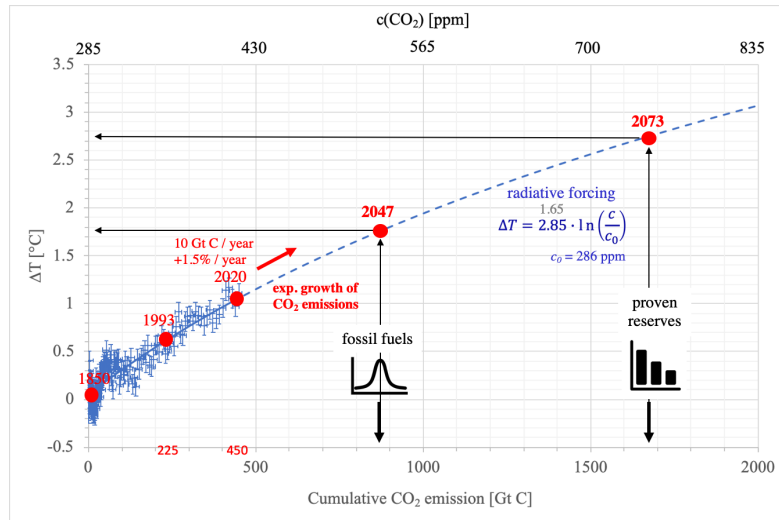 c(CO₂) [ppm]
285 430 565 700 835
3.5
3
2.5
2
1.5
1
0.5
0
-0.5
ΔT [°C]
2073
radiative forcing
1.65
ΔT = 2.85 · ln(c/c₀)
c₀ = 286 ppm
2047
10 Gt C / year
+1.5% / year
2020
exp. growth of
CO₂ emissions
1993
1850
fossil fuels
proven
reserves
225 450
0 500 1000 1500 2000
Cumulative CO₂ emission [Gt C]